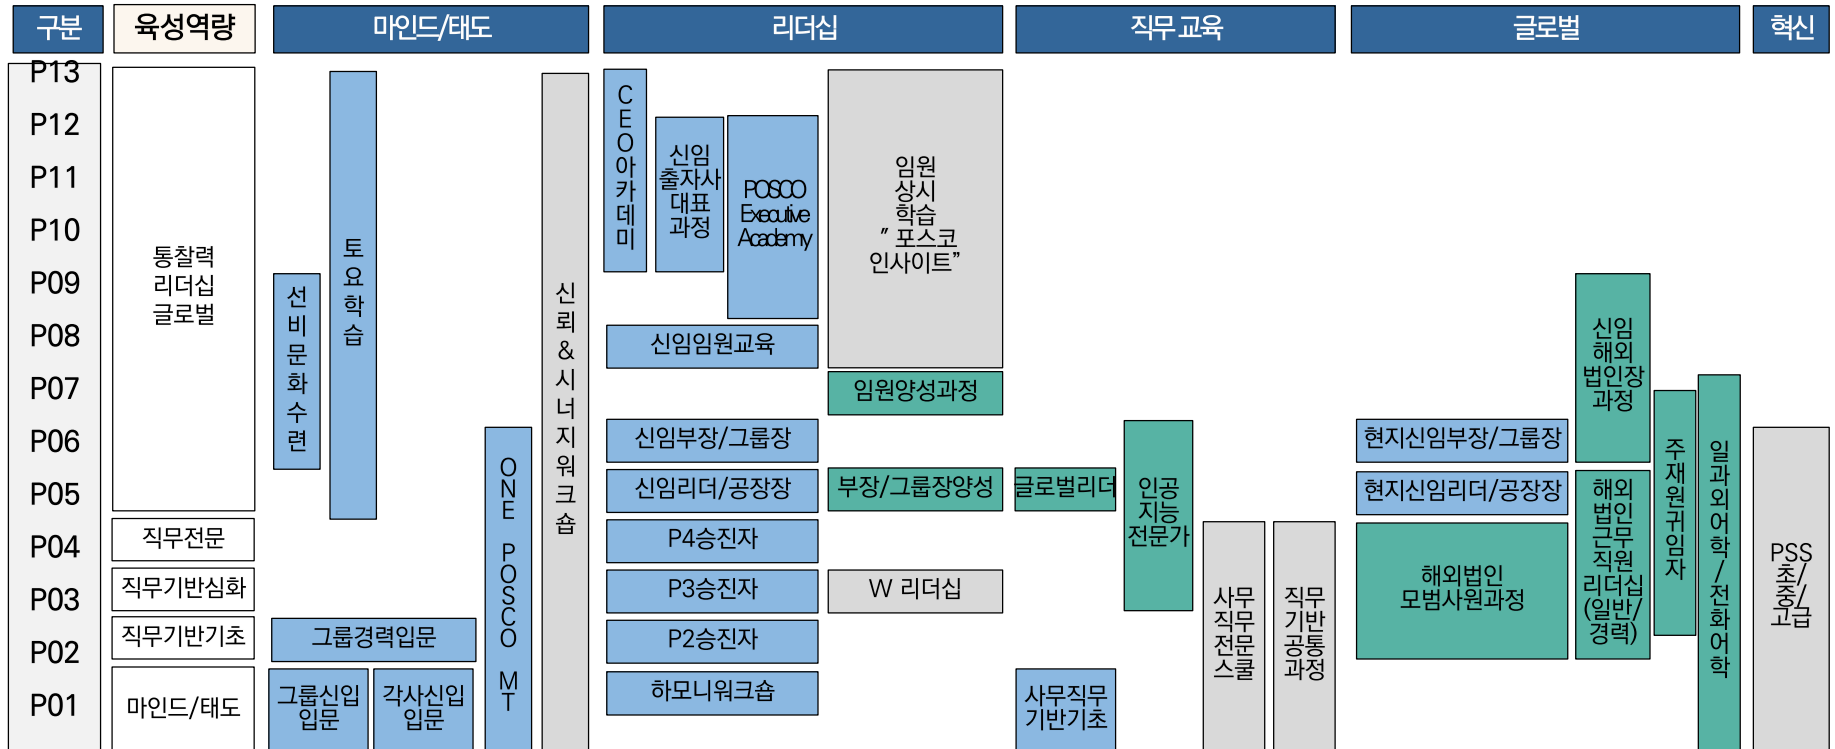 구분
육성역량
마인드/태도
리더십
직무 교육
글로벌
혁신
P13
P12
P11
P10
P09
P08
P07
P06
P05
P04
P03
P02
P01
통찰력
리더십
글로벌
직무전문
직무기반심화
직무기반기초
마인드/태도
선비문화수련
토요학습
그룹경력입문
그룹신입
입문
각사신입
입문
ONE POSCO MT
신뢰&시너지워크숍
CEO아카데미
신임
출자사
대표
과정
POSCO
Executive
Academy
임원
상시
학습
”포스코
인사이트”
신임임원교육
임원양성과정
신임부장/그룹장
신임리더/공장장
부장/그룹장양성
P4승진자
P3승진자
W 리더십
P2승진자
하모니워크숍
글로벌리더
인공
지능
전문가
사무
직무
전문
스쿨
직무
기반
공통
과정
사무직무
기반기초
현지신임부장/그룹장
현지신임리더/공장장
해외법인
모범사원과정
신임
해외
법인장
과정
해외
법인
근무
직원
리더십
(일반/
경력)
주재원귀임자
일과외어학/전화어학
PSS
초/
중/
고급